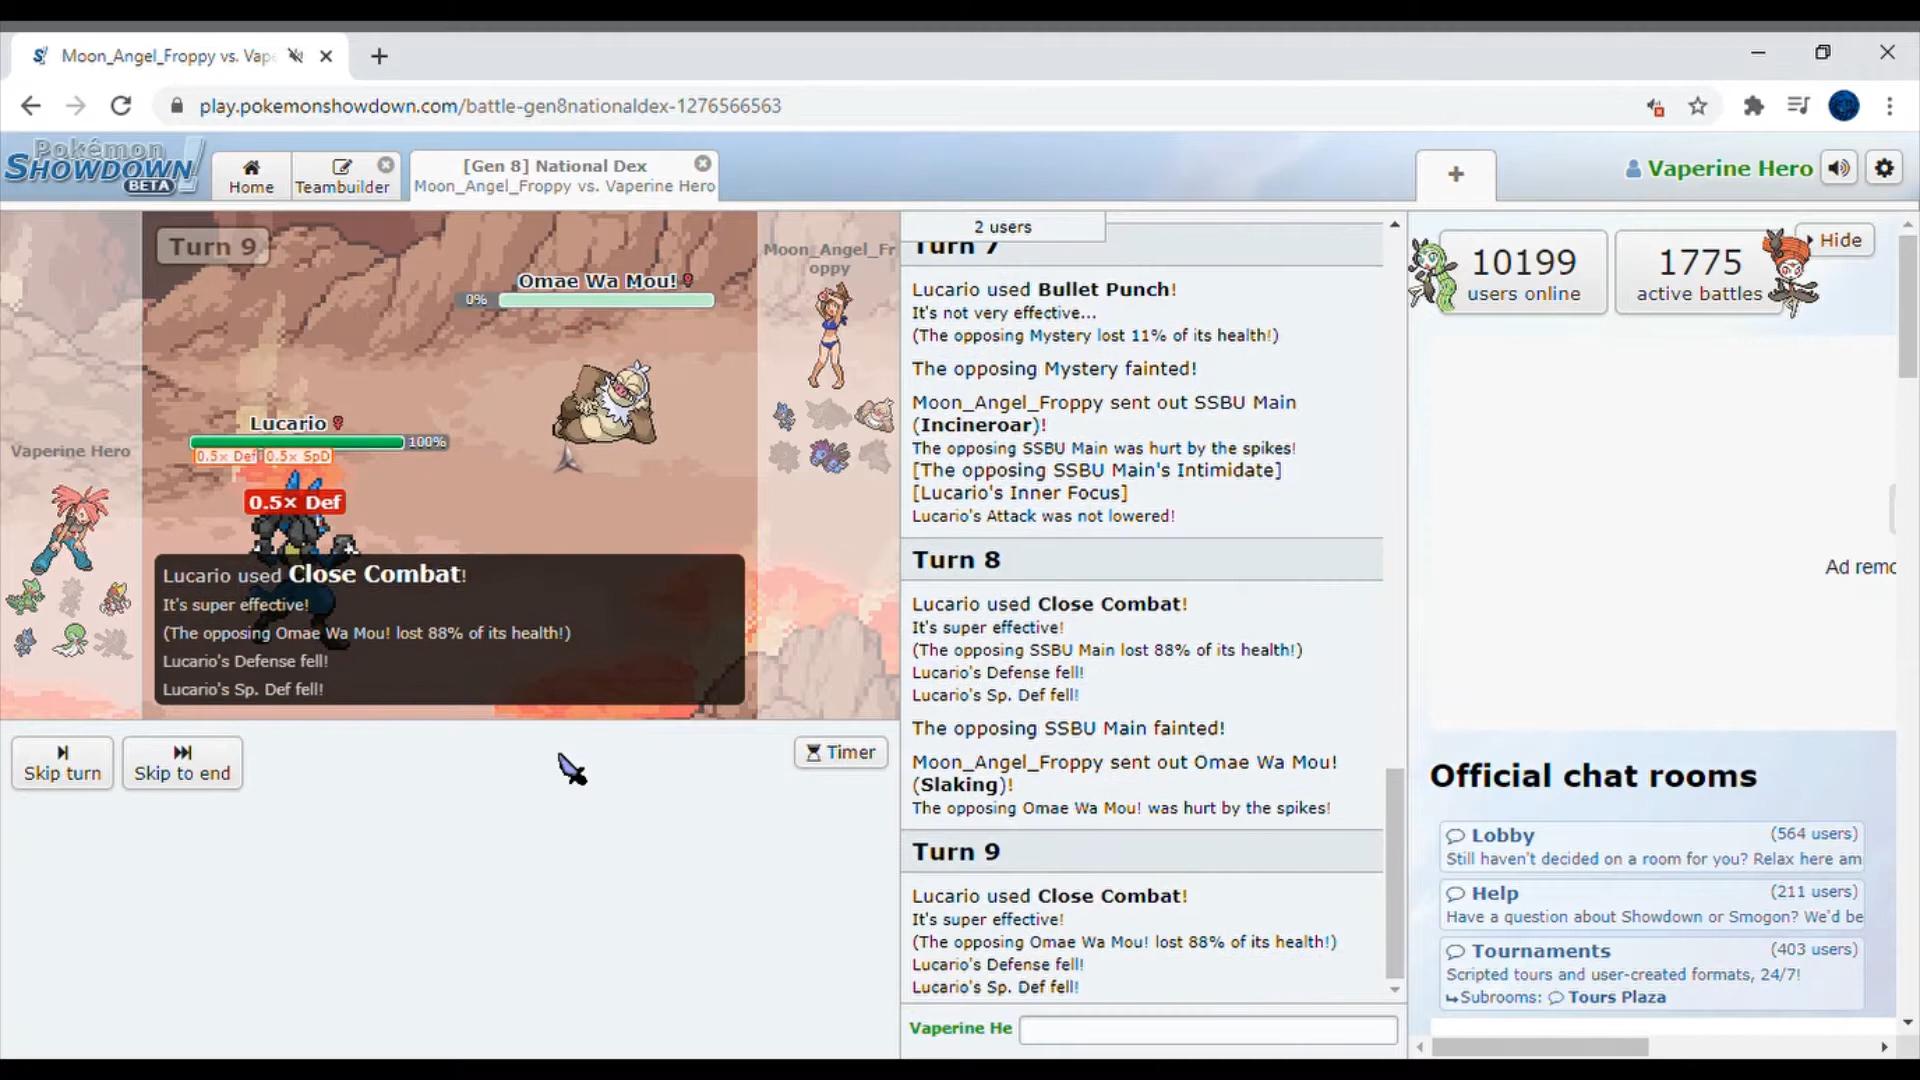 Moon_Angel_Froppy vs. Vape
play.pokemonshowdown.com/battle-gen8nationaldex-1276566563
Pokémon
SHOWDOWN!
BETA
Home
Teambuilder
[Gen 8] National Dex
Moon_Angel_Froppy vs. Vaperine Hero
+
Vaperine Hero
Turn 9
Omae Wa Mou!
0%
Moon_Angel_Fr
oppy
Vaperine Hero
Lucario
100%
0.5× Def
0.5× SpD
0.5× Def
Lucario used Close Combat!
It's super effective!
(The opposing Omae Wa Mou! lost 88% of its health!)
Lucario's Defense fell!
Lucario's Sp. Def fell!
Skip turn
Skip to end
Timer
2 users
Turn 7
Lucario used Bullet Punch!
It's not very effective...
(The opposing Mystery lost 11% of its health!)
The opposing Mystery fainted!
Moon_Angel_Froppy sent out SSBU Main
(Incineroar)!
The opposing SSBU Main was hurt by the spikes!
[The opposing SSBU Main's Intimidate]
[Lucario's Inner Focus]
Lucario's Attack was not lowered!
Turn 8
Lucario used Close Combat!
It's super effective!
(The opposing SSBU Main lost 88% of its health!)
Lucario's Defense fell!
Lucario's Sp. Def fell!
The opposing SSBU Main fainted!
Moon_Angel_Froppy sent out Omae Wa Mou!
(Slaking)!
The opposing Omae Wa Mou! was hurt by the spikes!
Turn 9
Lucario used Close Combat!
It's super effective!
(The opposing Omae Wa Mou! lost 88% of its health!)
Lucario's Defense fell!
Lucario's Sp. Def fell!
Vaperine He
10199
users online
1775
active battles
Hide
Ad remo
Official chat rooms
Lobby (564 users)
Still haven't decided on a room for you? Relax here am
Help (211 users)
Have a question about Showdown or Smogon? We'd be
Tournaments (403 users)
Scripted tours and user-created formats, 24/7!
↳Subrooms: Tours Plaza